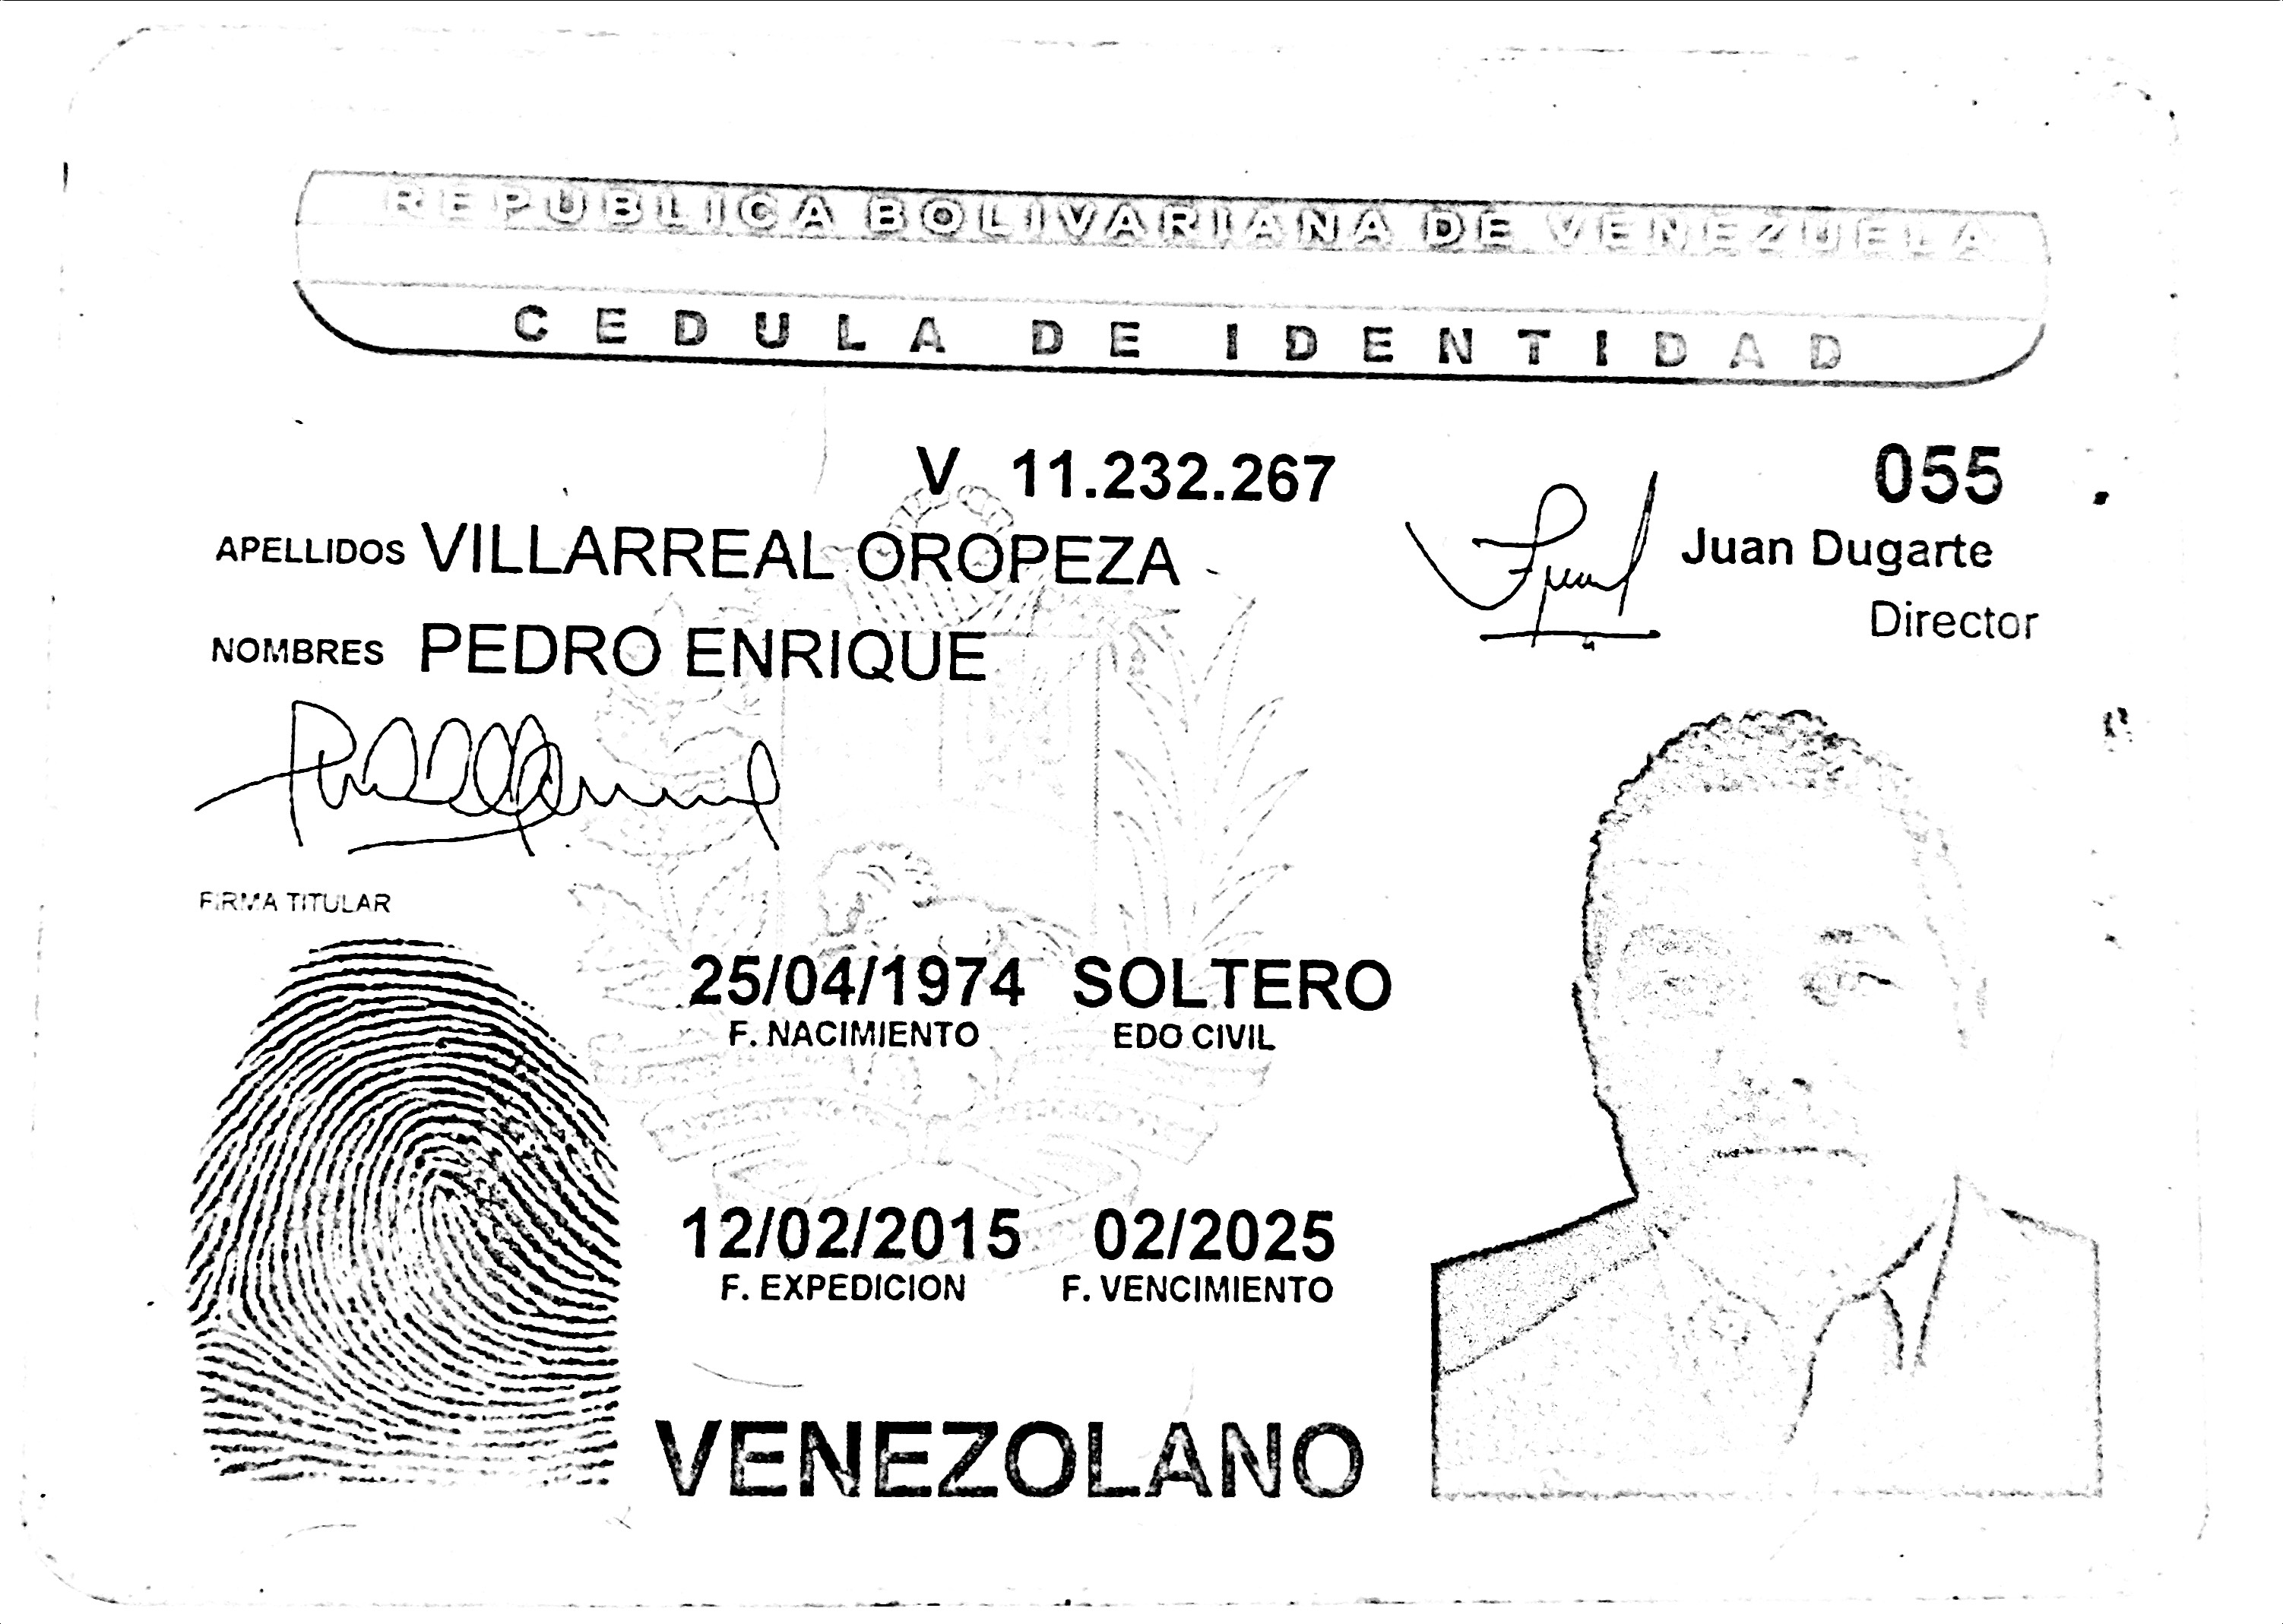 REPUBLICA BOLIVARIANA DE VENEZUELA
CEDULA DE IDENTIDAD
V 11.232.267
055
APELLIDOS VILLARREAL OROPEZA
Juan Dugarte
Director
NOMBRES PEDRO ENRIQUE
FIRMA TITULAR
25/04/1974 SOLTERO
F. NACIMIENTO EDO CIVIL
12/02/2015 02/2025
F. EXPEDICION F. VENCIMIENTO
VENEZOLANO